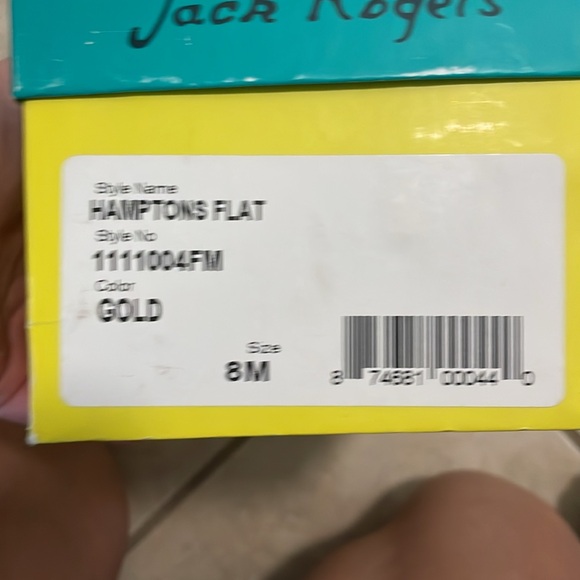 Jack Rogers
Style Name
HAMPTONS FLAT
Style No
1111004FM
Color
GOLD
Size
8M
8 74681 00044 0